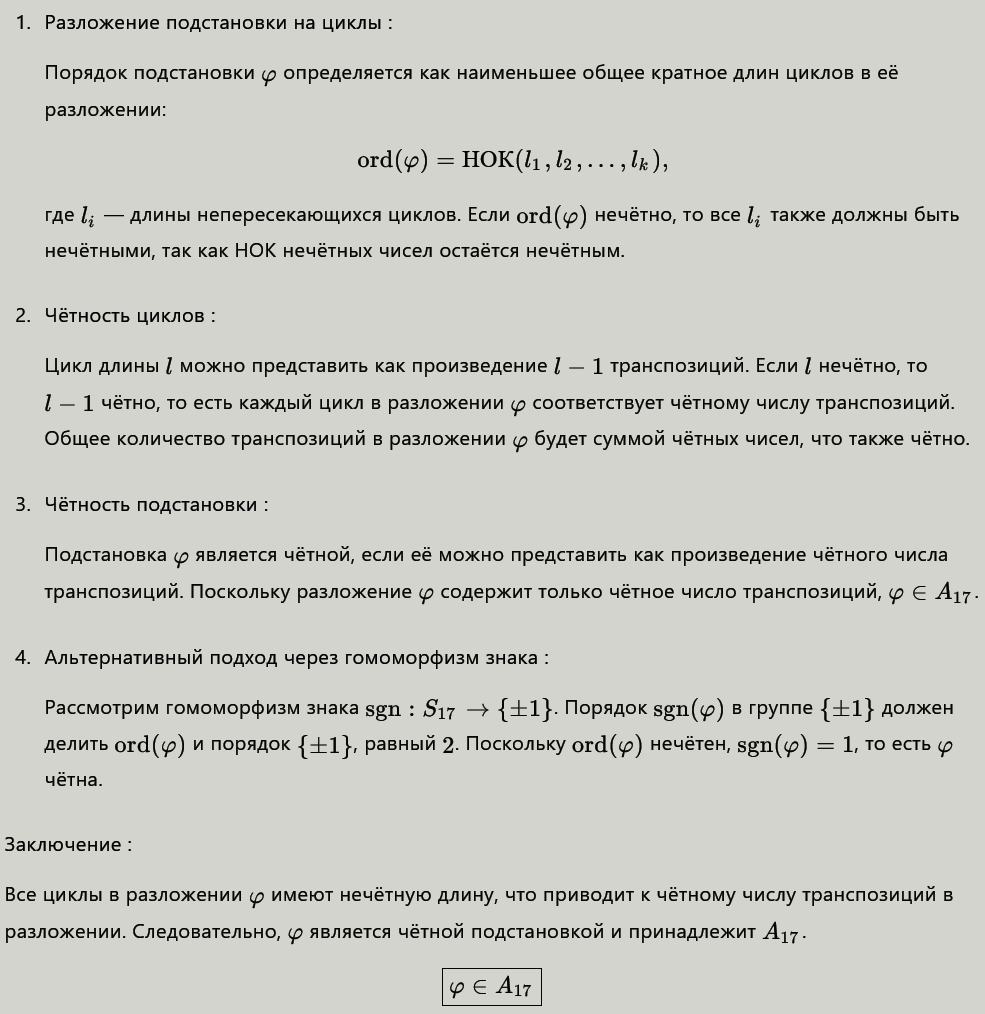 1. Разложение подстановки на циклы :
Порядок подстановки φ определяется как наименьшее общее кратное длин циклов в её
разложении:
ord(φ) = НОК(l₁, l₂, . . . , lₖ),
где lᵢ — длины непересекающихся циклов. Если ord(φ) нечётно, то все lᵢ также должны быть
нечётными, так как НОК нечётных чисел остаётся нечётным.
2. Чётность циклов :
Цикл длины l можно представить как произведение l − 1 транспозиций. Если l нечётно, то
l − 1 чётно, то есть каждый цикл в разложении φ соответствует чётному числу транспозиций.
Общее количество транспозиций в разложении φ будет суммой чётных чисел, что также чётно.
3. Чётность подстановки :
Подстановка φ является чётной, если её можно представить как произведение чётного числа
транспозиций. Поскольку разложение φ содержит только чётное число транспозиций, φ ∈ A₁₇.
4. Альтернативный подход через гомоморфизм знака :
Рассмотрим гомоморфизм знака sgn : S₁₇ → {±1}. Порядок sgn(φ) в группе {±1} должен
делить ord(φ) и порядок {±1}, равный 2. Поскольку ord(φ) нечётен, sgn(φ) = 1, то есть φ
чётна.
Заключение :
Все циклы в разложении φ имеют нечётную длину, что приводит к чётному числу транспозиций в
разложении. Следовательно, φ является чётной подстановкой и принадлежит A₁₇.
φ ∈ A₁₇